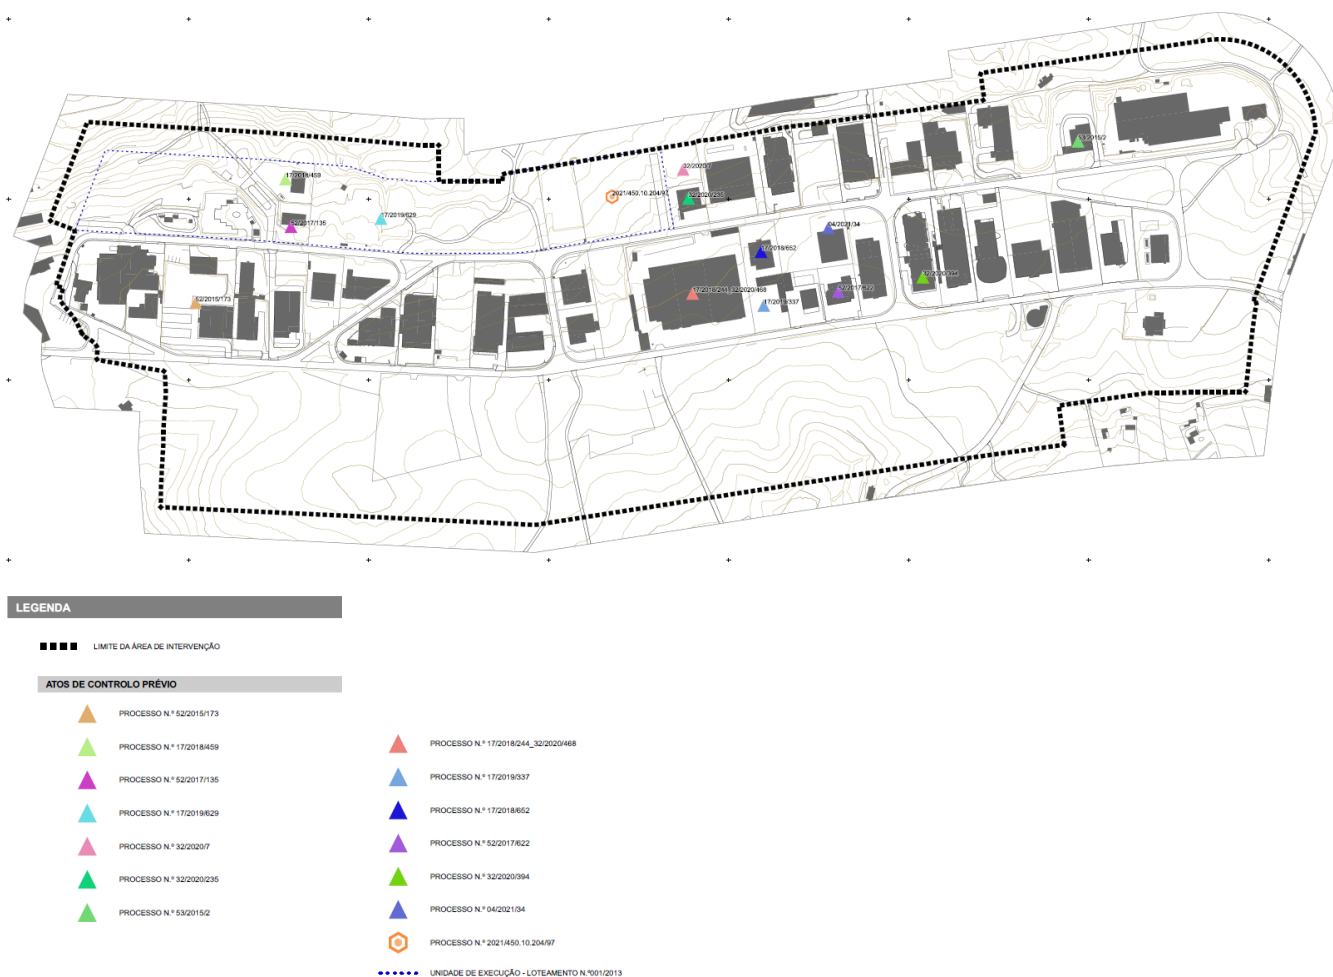 53/2015/2
32/2020/7
17/2018/459
2021/450.10.204/97
32/2020/235
17/2019/629
52/2017/135
04/2021/34
17/2018/652
32/2020/394
17/2018/244_32/2020/468
52/2017/622
52/2015/173
17/2019/337
LEGENDA
LIMITE DA ÁREA DE INTERVENÇÃO
ATOS DE CONTROLO PRÉVIO
PROCESSO N.º 52/2015/173
PROCESSO N.º 17/2018/459
PROCESSO N.º 52/2017/135
PROCESSO N.º 17/2019/629
PROCESSO N.º 32/2020/7
PROCESSO N.º 32/2020/235
PROCESSO N.º 53/2015/2
PROCESSO N.º 17/2018/244_32/2020/468
PROCESSO N.º 17/2019/337
PROCESSO N.º 17/2018/652
PROCESSO N.º 52/2017/622
PROCESSO N.º 32/2020/394
PROCESSO N.º 04/2021/34
PROCESSO N.º 2021/450.10.204/97
UNIDADE DE EXECUÇÃO - LOTEAMENTO N.º001/2013